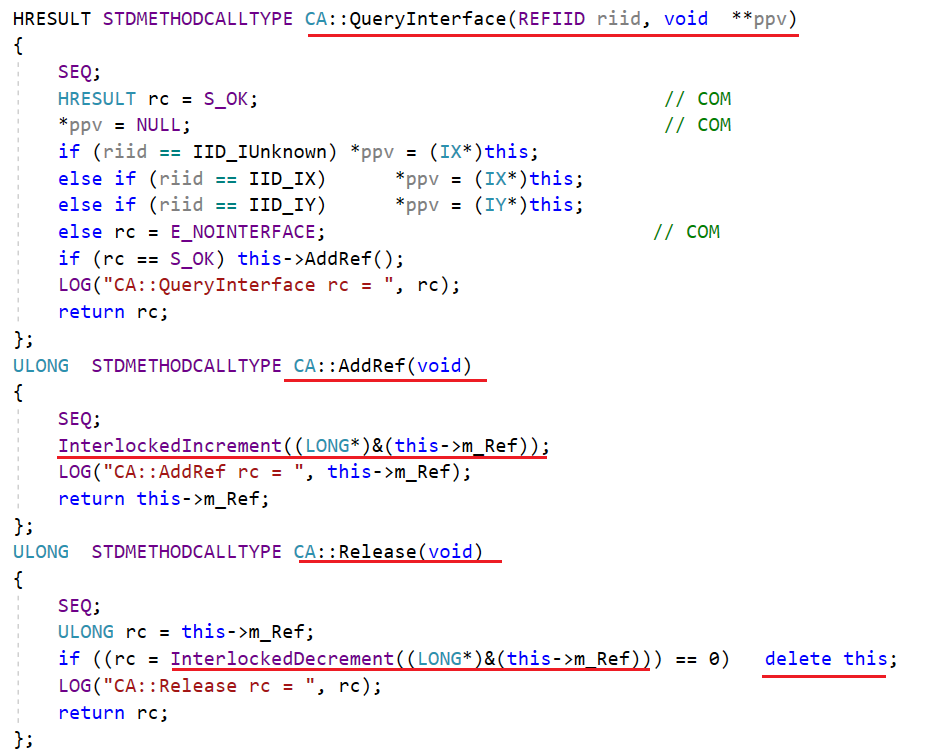 HRESULT STDMETHODCALLTYPE CA::QueryInterface(REFIID riid, void  **ppv)
{
    SEQ;
    HRESULT rc = S_OK;                                    // COM
    *ppv = NULL;                                          // COM
    if (riid == IID_IUnknown) *ppv = (IX*)this;
    else if (riid == IID_IX)      *ppv = (IX*)this;
    else if (riid == IID_IY)      *ppv = (IY*)this;
    else rc = E_NOINTERFACE;                             // COM
    if (rc == S_OK) this->AddRef();
    LOG("CA::QueryInterface rc = ", rc);
    return rc;
};
ULONG  STDMETHODCALLTYPE CA::AddRef(void)
{
    SEQ;
    InterlockedIncrement((LONG*)&(this->m_Ref));
    LOG("CA::AddRef rc = ", this->m_Ref);
    return this->m_Ref;
};
ULONG  STDMETHODCALLTYPE CA::Release(void)
{
    SEQ;
    ULONG rc = this->m_Ref;
    if ((rc = InterlockedDecrement((LONG*)&(this->m_Ref))) == 0)   delete this;
    LOG("CA::Release rc = ", rc);
    return rc;
};